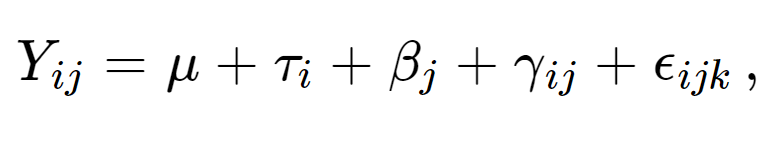 Y_{ij} = μ + τ_i + β_j + γ_{ij} + ϵ_{ijk} ,